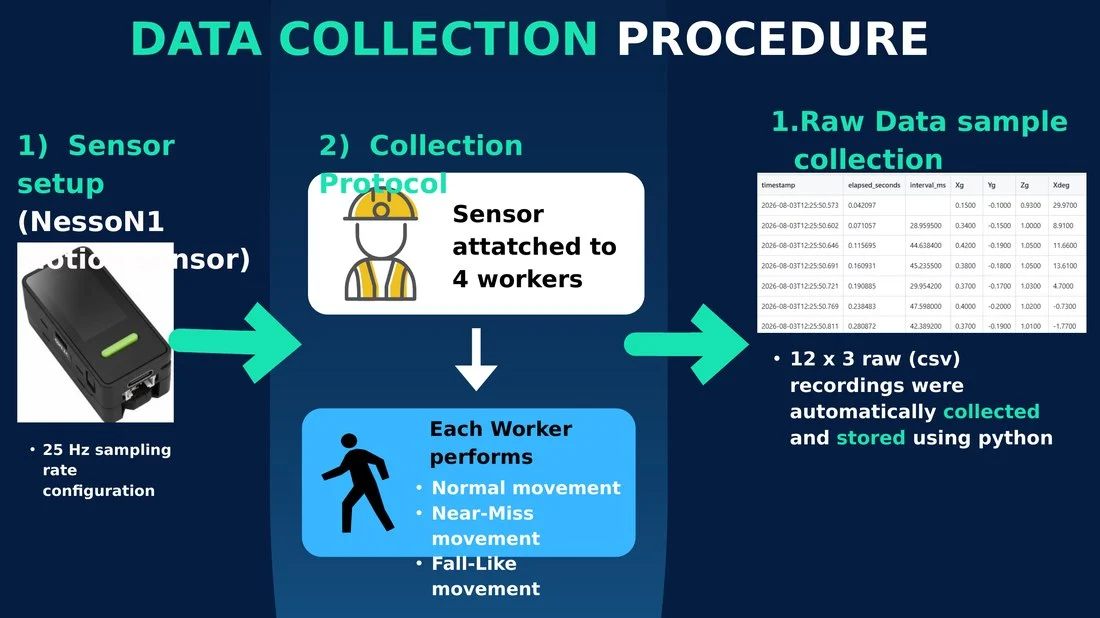 DATA COLLECTION PROCEDURE
1) Sensor
setup
(NessoN1
sensor)
25 Hz sampling
rate
configuration
2) Collection
Protocol
Sensor
attatched to
4 workers
Each Worker
performs
• Normal movement
• Near-Miss
movement
• Fall-Like
movement
1.Raw Data sample
collection
timestamp elapsed_seconds interval_ms Xg Yg Zg Xdeg
2026-08-03T12:25:50.573 0.042097 0.1500 -0.1000 0.9300 29.9700
2026-08-03T12:25:50.602 0.071057 28.959500 0.3400 -0.1500 1.0000 8.9100
2026-08-03T12:25:50.646 0.115695 44.638400 0.4200 -0.1900 1.0500 11.6600
2026-08-03T12:25:50.691 0.160931 45.235500 0.3800 -0.1800 1.0500 13.6100
2026-08-03T12:25:50.721 0.190885 29.954200 0.3700 -0.1700 1.0300 4.7000
2026-08-03T12:25:50.769 0.238483 47.598000 0.4000 -0.2000 1.0200 -0.7300
2026-08-03T12:25:50.811 0.280872 42.389200 0.3700 -0.1900 1.0100 -1.7700
• 12 x 3 raw (csv)
recordings were
automatically collected
and stored using python